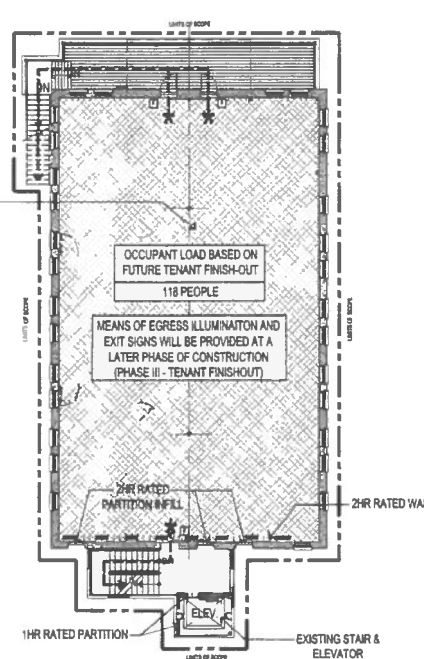 LIMITS OF SCOPE
DN
LIMITS OF SCOPE
LIMITS OF SCOPE
OCCUPANT LOAD BASED ON
FUTURE TENANT FINISH-OUT
118 PEOPLE
MEANS OF EGRESS ILLUMINAITON AND
EXIT SIGNS WILL BE PROVIDED AT A
LATER PHASE OF CONSTRUCTION
(PHASE III - TENANT FINISHOUT)
2HR RATED
PARTITION INFILL
2HR RATED WA
ELEV
1HR RATED PARTITION
EXISTING STAIR &
ELEVATOR
LIMITS OF SCOPE